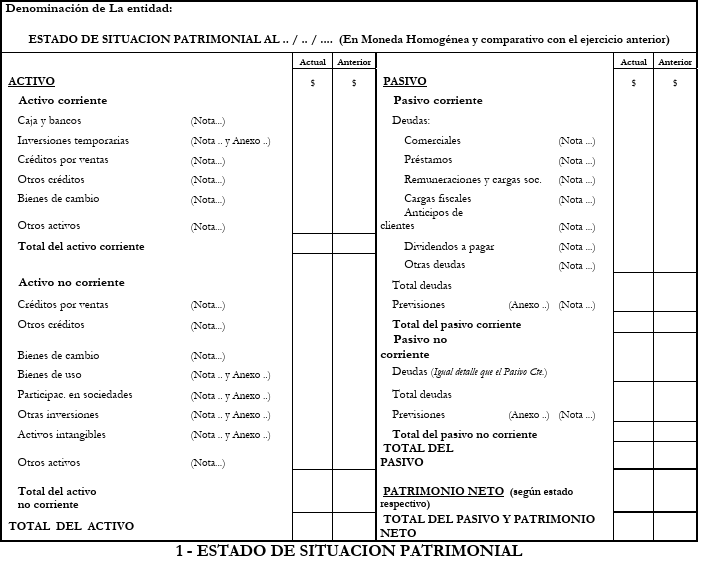 Denominación de La entidad:
ESTADO DE SITUACION PATRIMONIAL AL .. / .. / .... (En Moneda Homogénea y comparativo con el ejercicio anterior)
Actual Anterior
ACTIVO $ $
Activo corriente
Caja y bancos (Nota...)
Inversiones temporarias (Nota .. y Anexo ..)
Créditos por ventas (Nota...)
Otros créditos (Nota...)
Bienes de cambio (Nota...)
Otros activos (Nota...)
Total del activo corriente
Activo no corriente
Créditos por ventas (Nota...)
Otros créditos (Nota...)
Bienes de cambio (Nota...)
Bienes de uso (Nota .. y Anexo ..)
Participac. en sociedades (Nota .. y Anexo ..)
Otras inversiones (Nota .. y Anexo ..)
Activos intangibles (Nota .. y Anexo ..)
Otros activos (Nota...)
Total del activo
no corriente
TOTAL DEL ACTIVO
Actual Anterior
PASIVO $ $
Pasivo corriente
Deudas:
Comerciales (Nota ...)
Préstamos (Nota ...)
Remuneraciones y cargas soc. (Nota ...)
Cargas fiscales (Nota ...)
Anticipos de
clientes (Nota ...)
Dividendos a pagar (Nota ...)
Otras deudas (Nota ...)
Total deudas
Previsiones (Anexo ..) (Nota ...)
Total del pasivo corriente
Pasivo no
corriente
Deudas (Igual detalle que el Pasivo Cte.)
Total deudas
Previsiones (Anexo ..) (Nota ...)
Total del pasivo no corriente
TOTAL DEL
PASIVO
PATRIMONIO NETO (según estado
respectivo)
TOTAL DEL PASIVO Y PATRIMONIO
NETO
1 - ESTADO DE SITUACION PATRIMONIAL